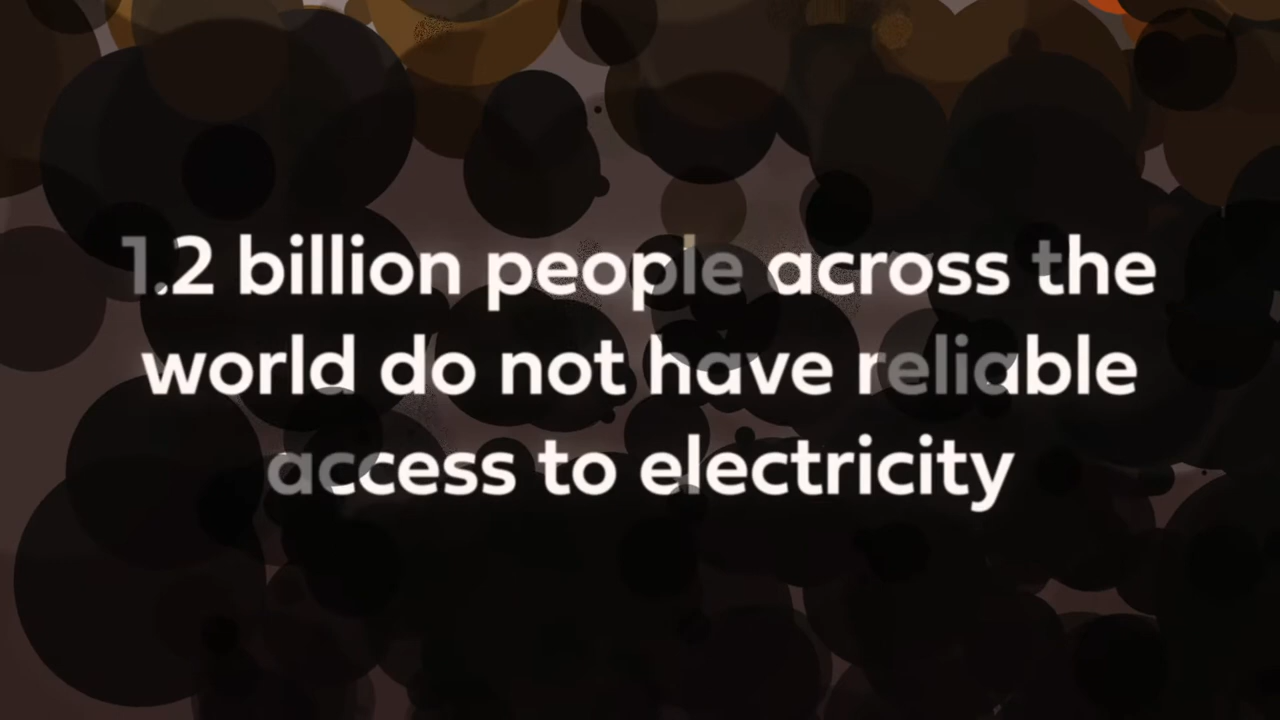 1.2 billion people across the
world do not have reliable
access to electricity